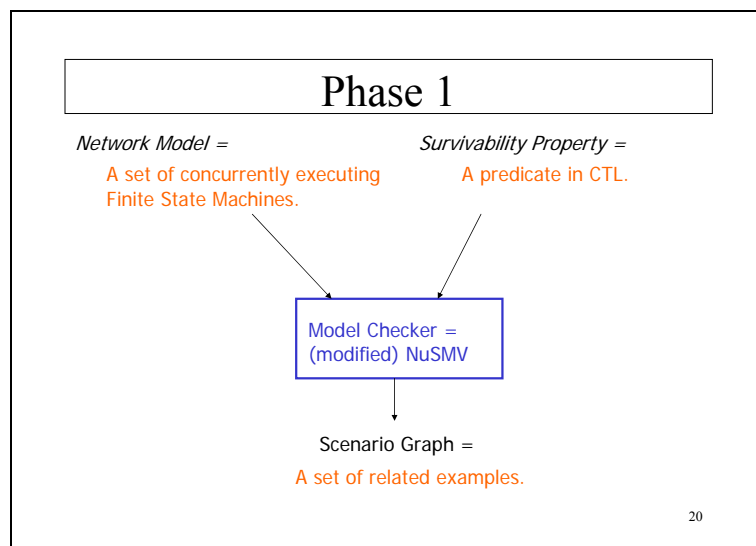 Phase 1
Network Model =
A set of concurrently executing
Finite State Machines.
Survivability Property =
A predicate in CTL.
Model Checker =
(modified) NuSMV
Scenario Graph =
A set of related examples.
20